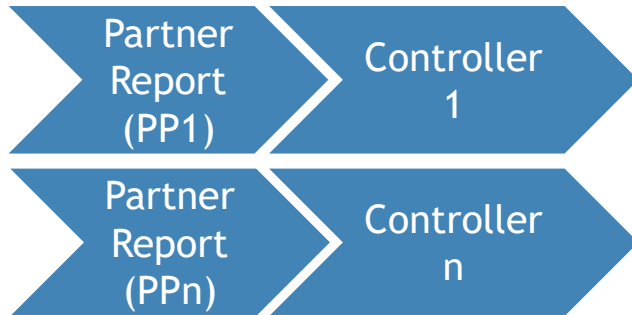 Partner
Report
(PP1)
Controller
1
Partner
Report
(PPn)
Controller
n